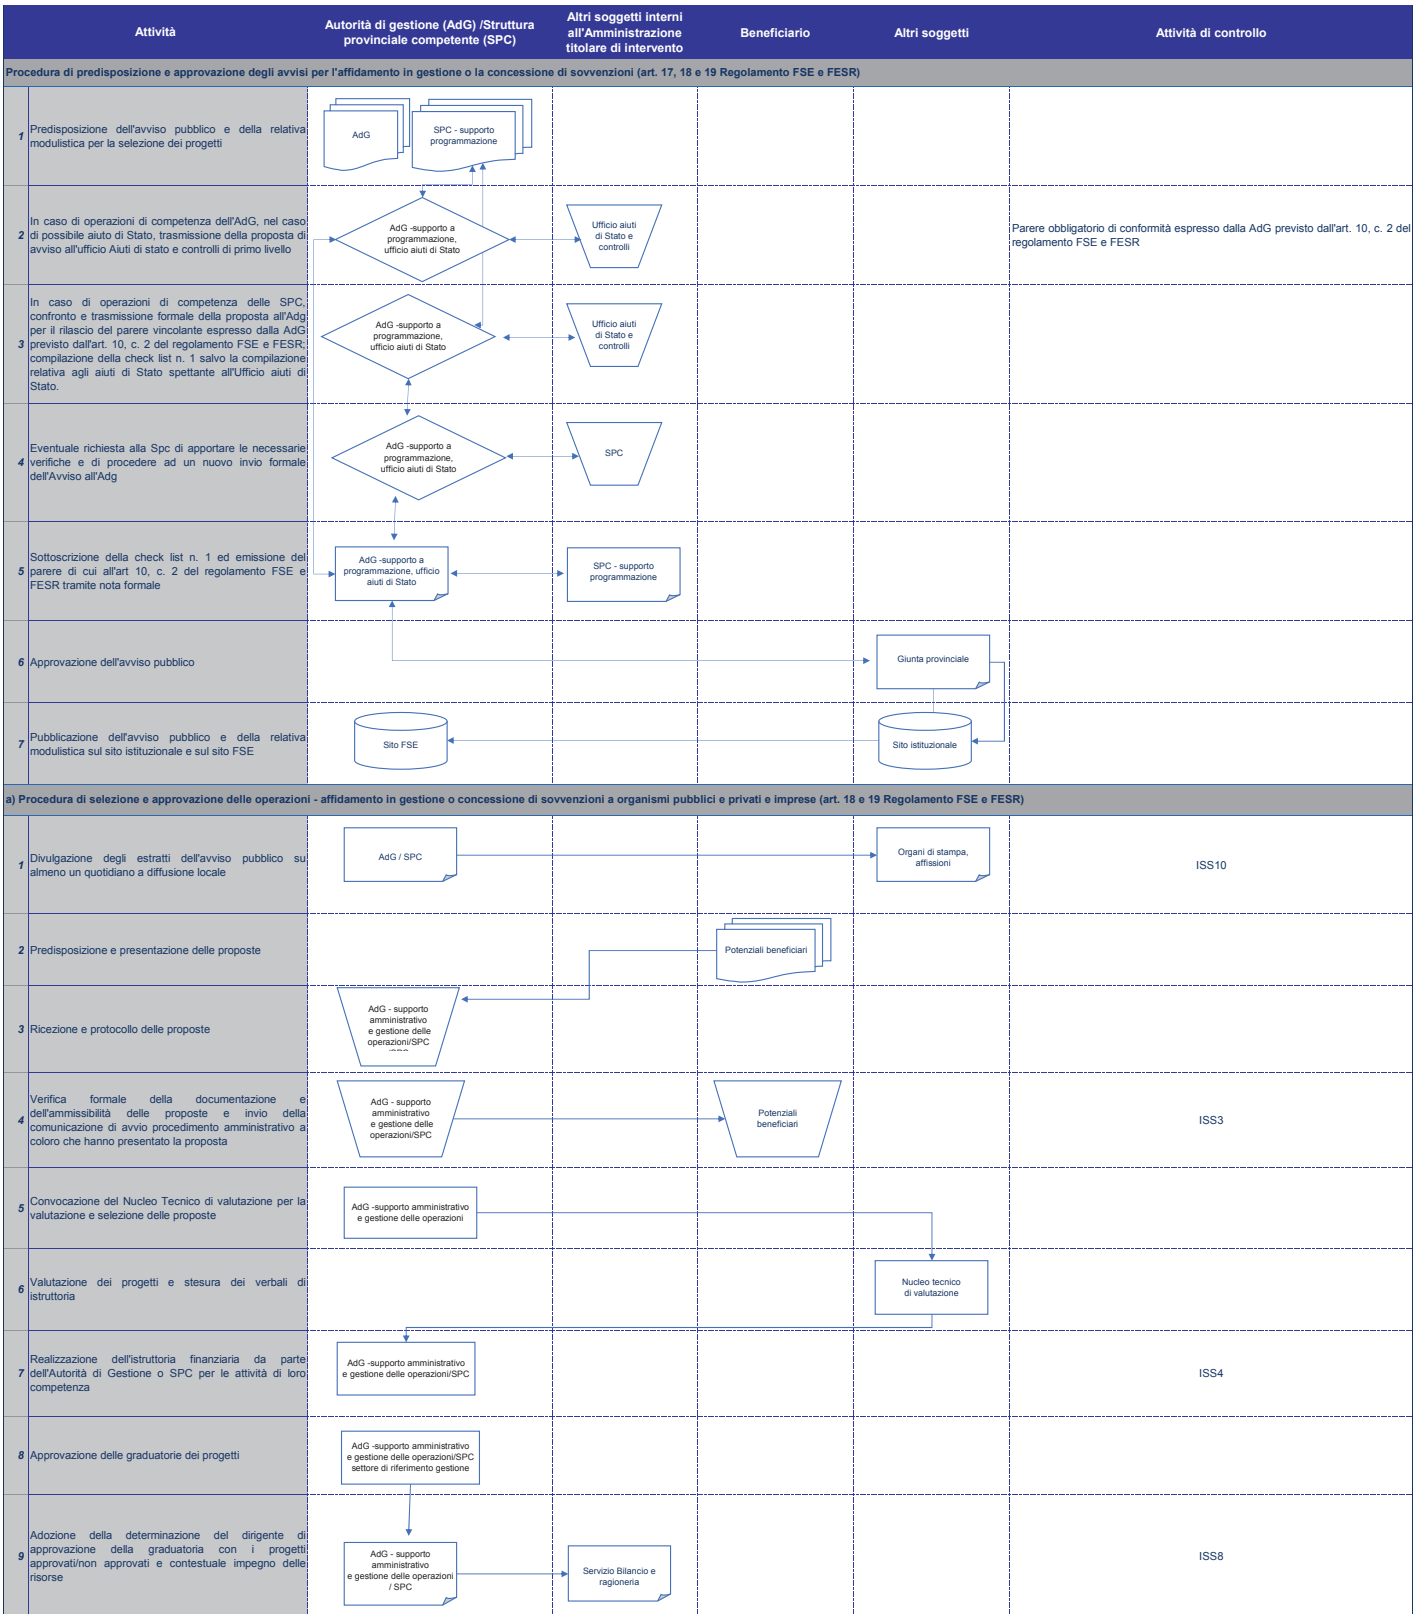 Attività
Autorità di gestione (AdG) /Struttura
provinciale competente (SPC)
Altri soggetti interni
all'Amministrazione
titolare di intervento
Beneficiario
Altri soggetti
Attività di controllo
Procedura di predisposizione e approvazione degli avvisi per l'affidamento in gestione o la concessione di sovvenzioni (art. 17, 18 e 19 Regolamento FSE e FESR)
1
Predisposizione dell'avviso pubblico e della relativa
modulistica per la selezione dei progetti
AdG
SPC - supporto
programmazione
2
In caso di operazioni di competenza dell'AdG, nel caso
di possibile aiuto di Stato, trasmissione della proposta di
avviso all'ufficio Aiuti di stato e controlli di primo livello
AdG -supporto a
programmazione,
ufficio aiuti di Stato
Ufficio aiuti
di Stato e
controlli
Parere obbligatorio di conformità espresso dalla AdG previsto dall'art. 10, c. 2 del
regolamento FSE e FESR
3
In caso di operazioni di competenza delle SPC,
confronto e trasmissione formale della proposta all'Adg
per il rilascio del parere vincolante espresso dalla AdG
previsto dall'art. 10, c. 2 del regolamento FSE e FESR;
compilazione della check list n. 1 salvo la compilazione
relativa agli aiuti di Stato spettante all'Ufficio aiuti di
Stato.
AdG -supporto a
programmazione,
ufficio aiuti di Stato
Ufficio aiuti
di Stato e
controlli
4
Eventuale richiesta alla Spc di apportare le necessarie
verifiche e di procedere ad un nuovo invio formale
dell'Avviso all'Adg
AdG -supporto a
programmazione,
ufficio aiuti di Stato
SPC
5
Sottoscrizione della check list n. 1 ed emissione del
parere di cui all'art 10, c. 2 del regolamento FSE e
FESR tramite nota formale
AdG -supporto a
programmazione, ufficio
aiuti di Stato
SPC - supporto
programmazione
6
Approvazione dell'avviso pubblico
Giunta provinciale
7
Pubblicazione dell'avviso pubblico e della relativa
modulistica sul sito istituzionale e sul sito FSE
Sito FSE
Sito istituzionale
a) Procedura di selezione e approvazione delle operazioni - affidamento in gestione o concessione di sovvenzioni a organismi pubblici e privati e imprese (art. 18 e 19 Regolamento FSE e FESR)
1
Divulgazione degli estratti dell'avviso pubblico su
almeno un quotidiano a diffusione locale
AdG / SPC
Organi di stampa,
affissioni
ISS10
2
Predisposizione e presentazione delle proposte
Potenziali beneficiari
3
Ricezione e protocollo delle proposte
AdG - supporto
amministrativo
e gestione delle
operazioni/SPC
4
Verifica formale della documentazione e
dell'ammissibilità delle proposte e invio della
comunicazione di avvio procedimento amministrativo a
coloro che hanno presentato la proposta
AdG - supporto
amministrativo
e gestione delle
operazioni/SPC
Potenziali
beneficiari
ISS3
5
Convocazione del Nucleo Tecnico di valutazione per la
valutazione e selezione delle proposte
AdG -supporto amministrativo
e gestione delle operazioni
6
Valutazione dei progetti e stesura dei verbali di
istruttoria
Nucleo tecnico
di valutazione
7
Realizzazione dell'istruttoria finanziaria da parte
dell'Autorità di Gestione o SPC per le attività di loro
competenza
AdG -supporto amministrativo
e gestione delle operazioni/SPC
ISS4
8
Approvazione delle graduatorie dei progetti
AdG -supporto amministrativo
e gestione delle operazioni/SPC
settore di riferimento gestione
9
Adozione della determinazione del dirigente di
approvazione della graduatoria con i progetti
approvati/non approvati e contestuale impegno delle
risorse
AdG - supporto
amministrativo
e gestione delle operazioni
/ SPC
Servizio Bilancio e
ragioneria
ISS8